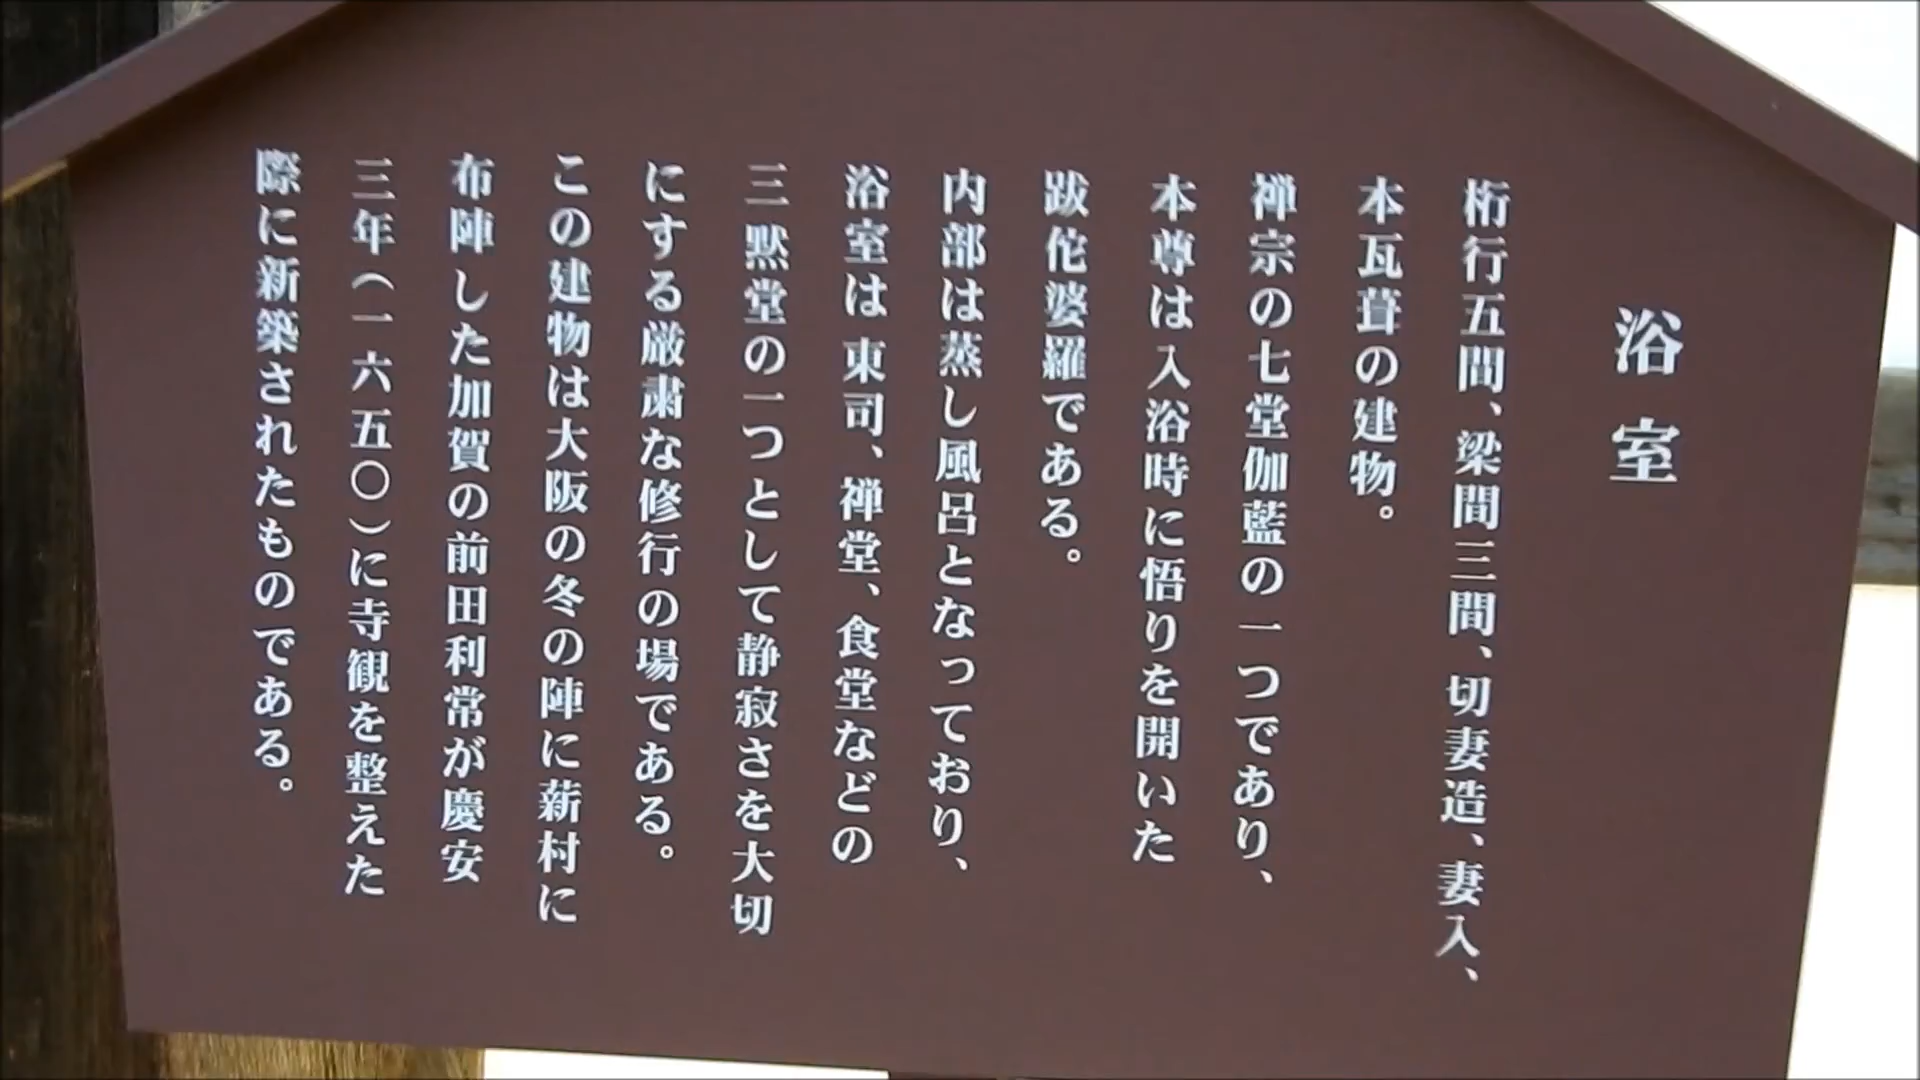 浴室
桁行五間、梁間三間、切妻造、妻入、
本瓦葺の建物。
禅宗の七堂伽藍の一つであり、
本尊は入浴時に悟りを開いた
跋佗婆羅である。
内部は蒸し風呂となっており、
浴室は東司、禅堂、食堂などの
三黙堂の一つとして静寂さを大切
にする厳粛な修行の場である。
この建物は大阪の冬の陣に薪村に
布陣した加賀の前田利常が慶安
三年（一六五〇）に寺観を整えた
際に新築されたものである。